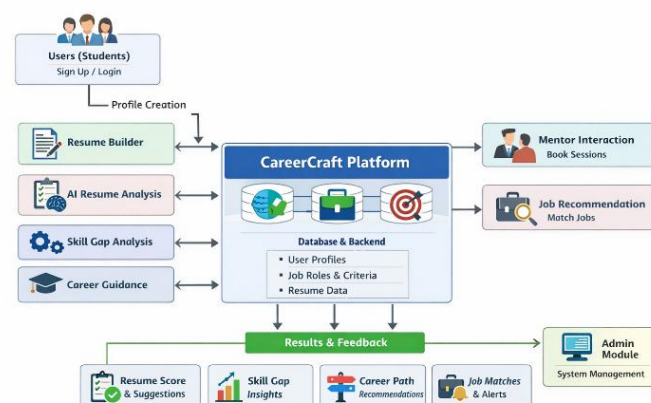 Users (Students)
Sign Up / Login
Profile Creation
Resume Builder
AI Resume Analysis
Skill Gap Analysis
Career Guidance
CareerCraft Platform
Database & Backend
▪ User Profiles
▪ Job Roles & Criteria
▪ Resume Data
Mentor Interaction
Book Sessions
Job Recommendation
Match Jobs
Results & Feedback
Admin
Module
System Management
Resume Score
& Suggestions
Skill Gap
Insights
Career Path
Recommendations
Job Matches
& Alerts